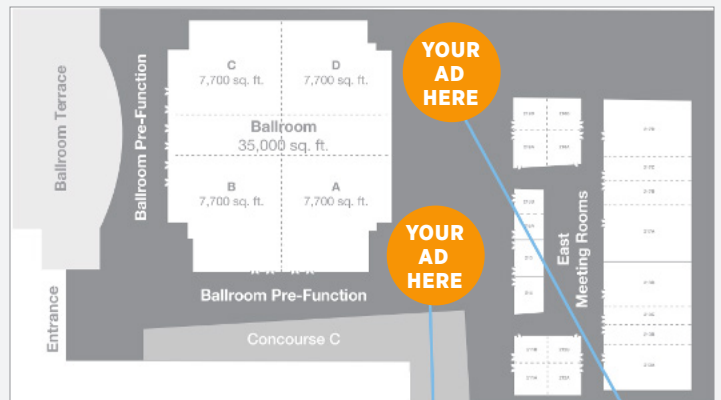 Ballroom Terrace
Ballroom Pre-Function
C
7,700 sq. ft.
D
7,700 sq. ft.
Ballroom
35,000 sq. ft.
B
7,700 sq. ft.
A
7,700 sq. ft.
YOUR
AD
HERE
YOUR
AD
HERE
East
Meeting Rooms
Ballroom Pre-Function
Entrance
Concourse C